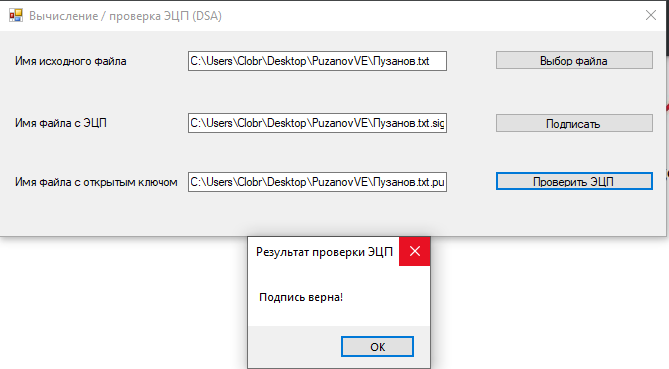 Вычисление / проверка ЭЦП (DSA)
Имя исходного файла
C:\Users\Clobr\Desktop\PuzanovVE\Пузанов.txt
Выбор файла
Имя файла с ЭЦП
C:\Users\Clobr\Desktop\PuzanovVE\Пузанов.txt.sig
Подписать
Имя файла с открытым ключом
C:\Users\Clobr\Desktop\PuzanovVE\Пузанов.txt.pu
Проверить ЭЦП
Результат проверки ЭЦП
Подпись верна!
OK